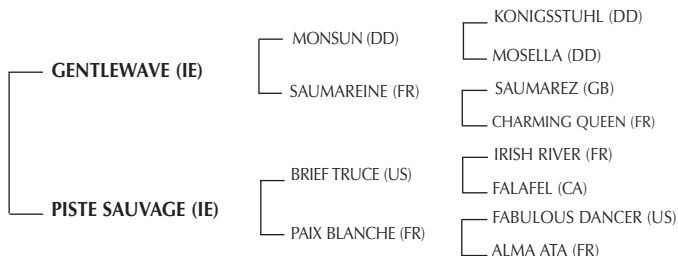 KONIGSSTUHL (DD)
MONSUN (DD)
MOSELLA (DD)
GENTLEWAVE (IE)
SAUMAREZ (GB)
SAUMAREINE (FR)
CHARMING QUEEN (FR)
IRISH RIVER (FR)
BRIEF TRUCE (US)
FALAFEL (CA)
PISTE SAUVAGE (IE)
FABULOUS DANCER (US)
PAIX BLANCHE (FR)
ALMA ATA (FR)